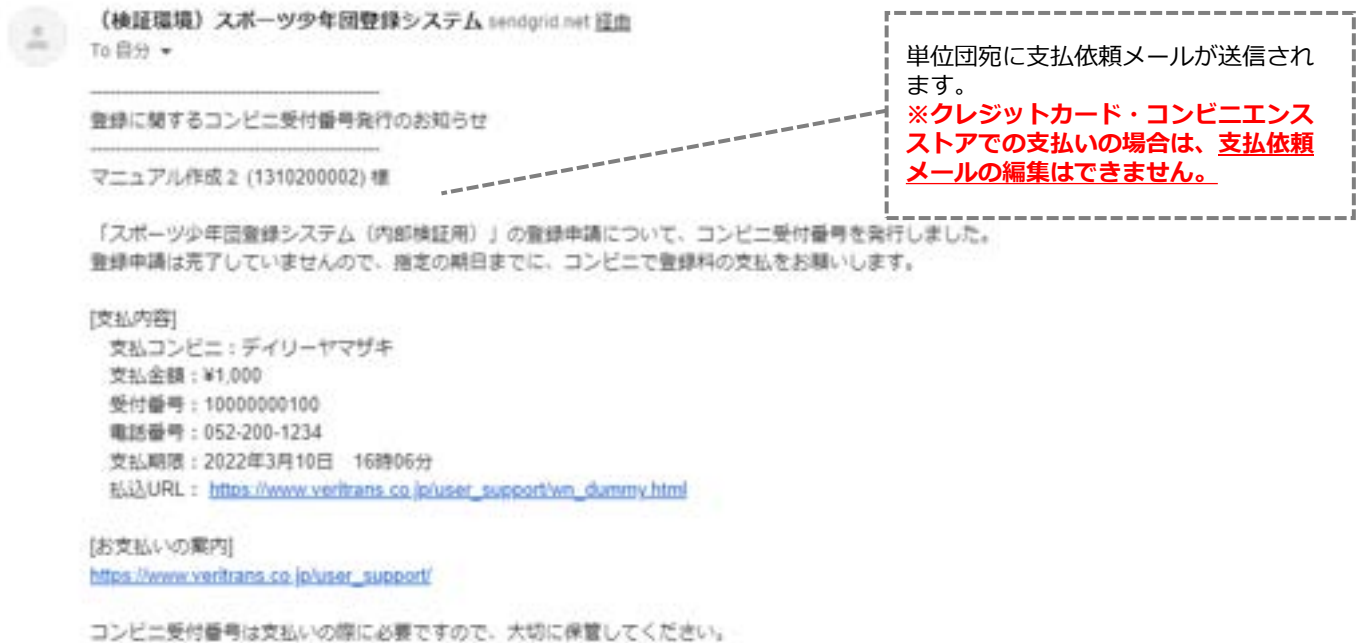 （検証環境）スポーツ少年団登録システム sendgrid.net 経由
To 自分
登録に関するコンビニ受付番号発行のお知らせ
マニュアル作成２ (1310200002) 様
「スポーツ少年団登録システム（内部検証用）」の登録申請について、コンビニ受付番号を発行しました。
登録申請は完了していませんので、指定の期日までに、コンビニで登録料の支払をお願いします。
[支払内容]
支払コンビニ：デイリーヤマザキ
支払金額：¥1,000
受付番号：10000000100
電話番号：052-200-1234
支払期限：2022年3月10日　16時06分
払込URL： https://www.veritrans.co.jp/user_support/wn_dummy.html
[お支払いの案内]
https://www.veritrans.co.jp/user_support/
コンビニ受付番号は支払いの際に必要ですので、大切に保管してください。
単位団宛に支払依頼メールが送信され
ます。
※クレジットカード・コンビニエンス
ストアでの支払いの場合は、支払依頼
メールの編集はできません。